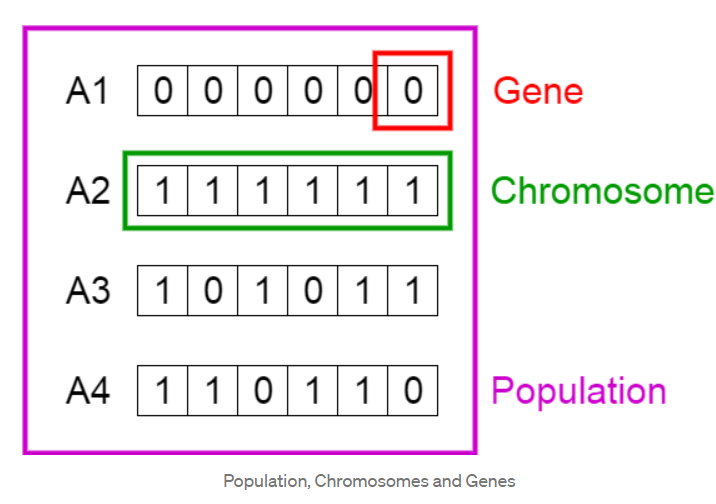 A1 0 0 0 0 0 0 Gene
A2 1 1 1 1 1 1 Chromosome
A3 1 0 1 0 1 1
A4 1 1 0 1 1 0 Population
Population, Chromosomes and Genes